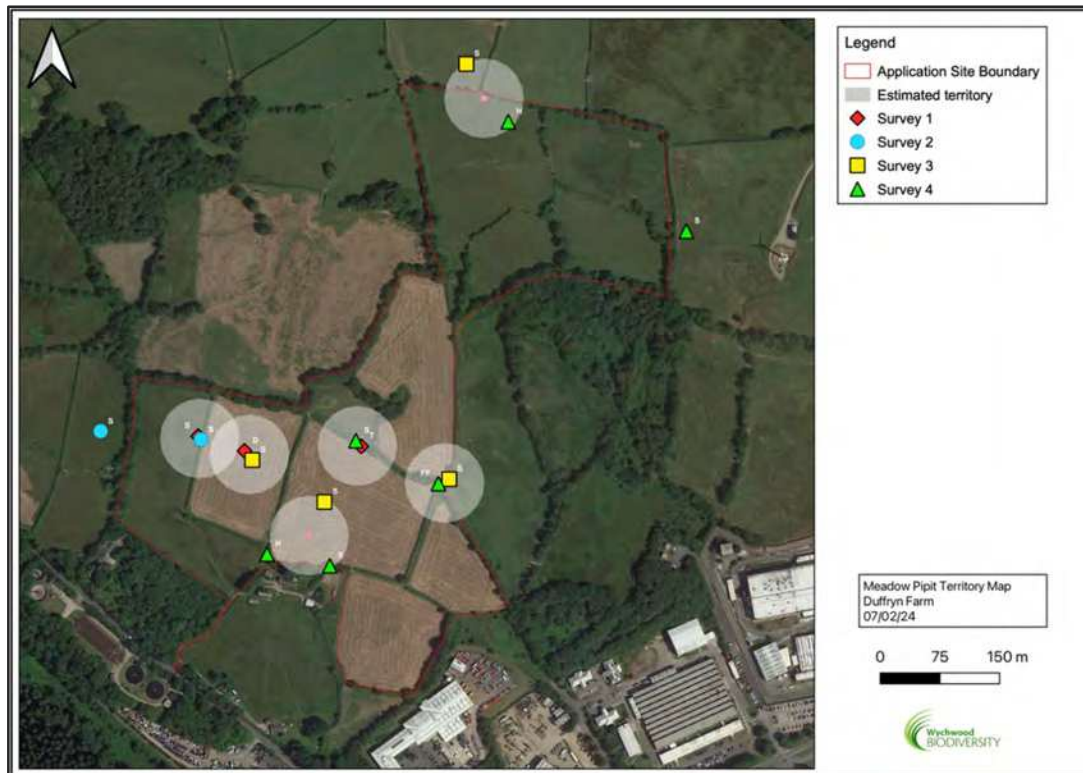 Legend
Application Site Boundary
Estimated territory
Survey 1
Survey 2
Survey 3
Survey 4
S
H
S
S
S
S
D
S
S
T
FF
S
S
H
Meadow Pipit Territory Map
Duffryn Farm
07/02/24
0 75 150 m
Wychwood
BIODIVERSITY